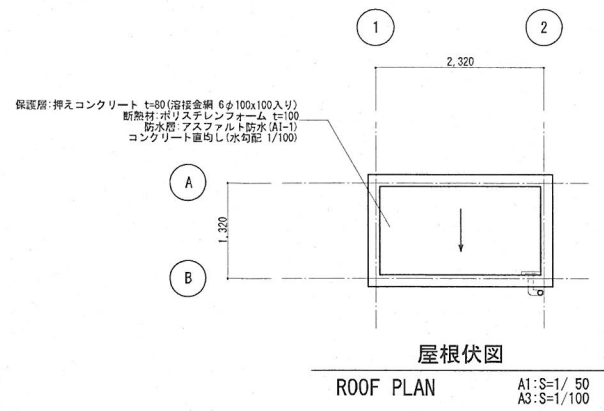 1
2
2,320
保護層:押えコンクリート t=80(溶接金網 6φ100x100入り)
断熱材:ポリスチレンフォーム t=100
防水層:アスファルト防水(AI-1)
コンクリート直均し(水勾配 1/100)
A
1,320
B
屋根伏図
ROOF PLAN
A1:S=1/ 50
A3:S=1/100